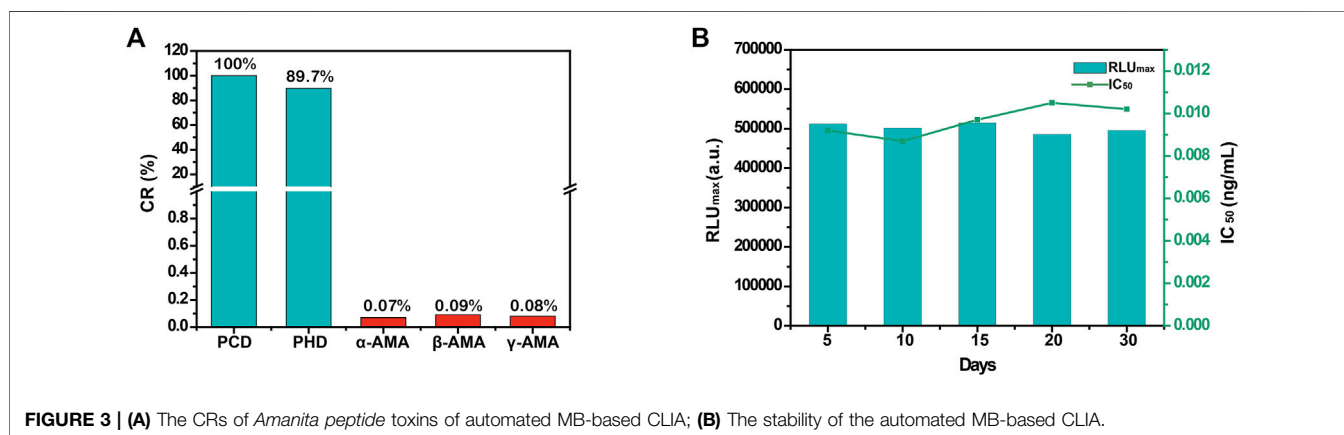 A
120
100
80
60
40
20
0.8
0.6
0.4
0.2
0.0
CR (%)
100%
89.7%
0.07%
0.09%
0.08%
PCD
PHD
α-AMA
β-AMA
γ-AMA
B
700000
600000
500000
400000
300000
200000
100000
0
RLUmax(a.u.)
RLUmax
IC50
0.012
0.010
0.008
0.006
0.004
0.002
0.000
IC 50 (ng/mL)
5
10
15
20
30
Days
FIGURE 3 | (A) The CRs of Amanita peptide toxins of automated MB-based CLIA; (B) The stability of the automated MB-based CLIA.